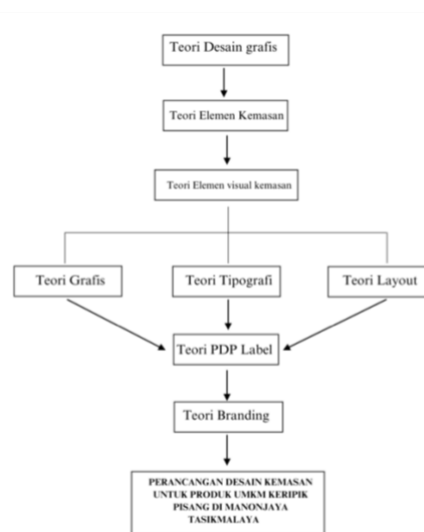 Teori Desain grafis
Teori Elemen Kemasan
Teori Elemen visual kemasan
Teori Grafis
Teori Tipografi
Teori Layout
Teori PDP Label
Teori Branding
PERANCANGAN DESAIN KEMASAN
UNTUK PRODUK UMKM KERIPIK
PISANG DI MANONJAYA
TASIKMALAYA